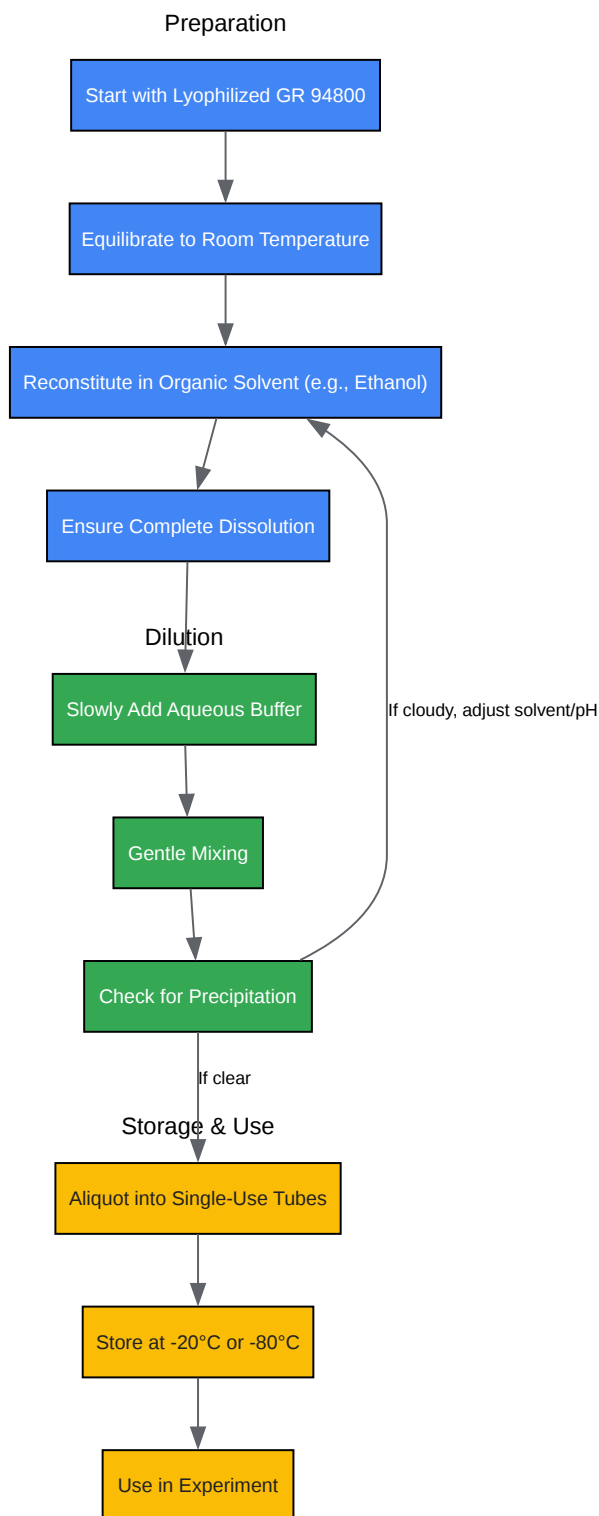 Preparation
Start with Lyophilized GR 94800
Equilibrate to Room Temperature
Reconstitute in Organic Solvent (e.g., Ethanol)
Ensure Complete Dissolution
Dilution
Slowly Add Aqueous Buffer
If cloudy, adjust solvent/pH
Gentle Mixing
Check for Precipitation
If clear
Storage & Use
Aliquot into Single-Use Tubes
Store at -20°C or -80°C
Use in Experiment